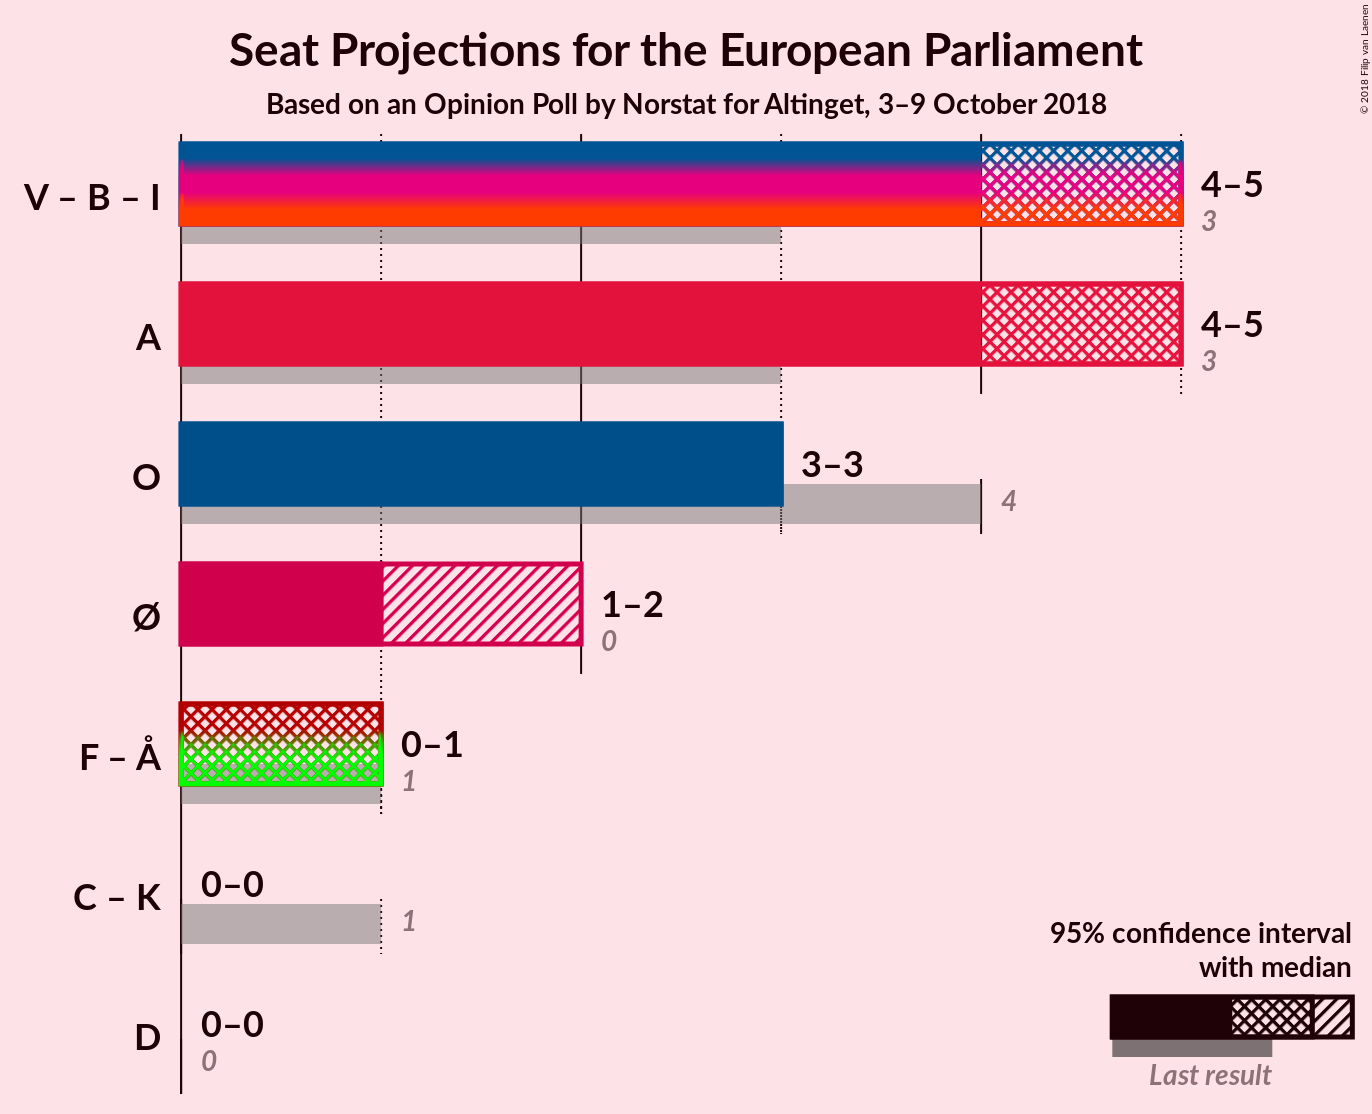 Seat Projections for the European Parliament
Based on an Opinion Poll by Norstat for Altinget, 3–9 October 2018
© 2018 Filip van Laenen
V – B – I
4–5
3
A
4–5
3
O
3–3
4
Ø
1–2
0
F – Å
0–1
1
C – K
0–0
1
D
0–0
0
95% confidence interval
with median
Last result